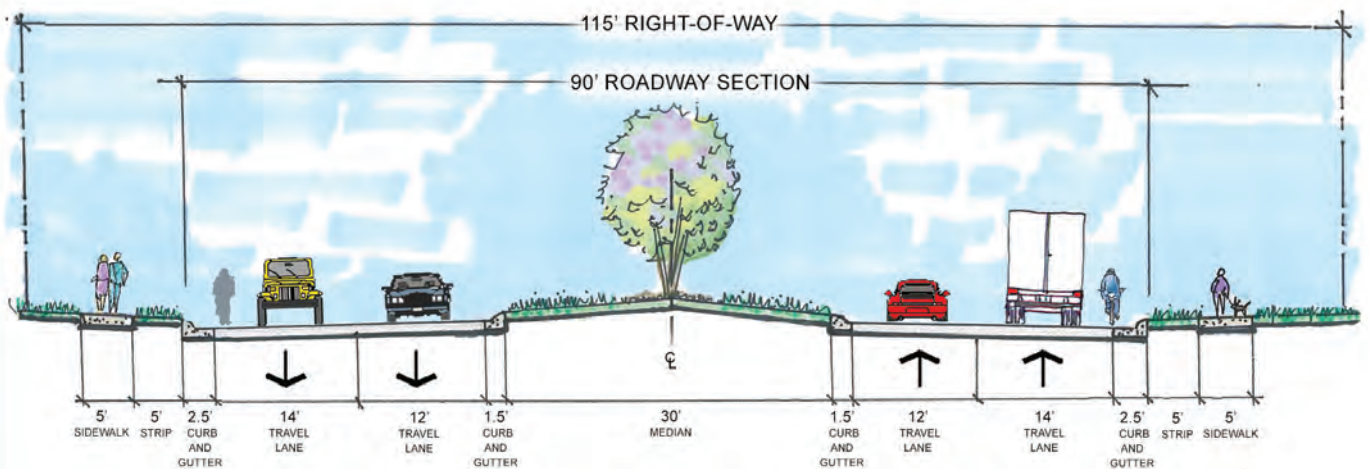 115' RIGHT-OF-WAY
90' ROADWAY SECTION
℄
5' 5' 2.5' 14' 12' 1.5' 30' 1.5' 12' 14' 2.5' 5' 5'
SIDEWALK STRIP CURB TRAVEL TRAVEL CURB MEDIAN CURB TRAVEL TRAVEL CURB STRIP SIDEWALK
AND LANE LANE AND AND LANE LANE AND
GUTTER GUTTER GUTTER GUTTER